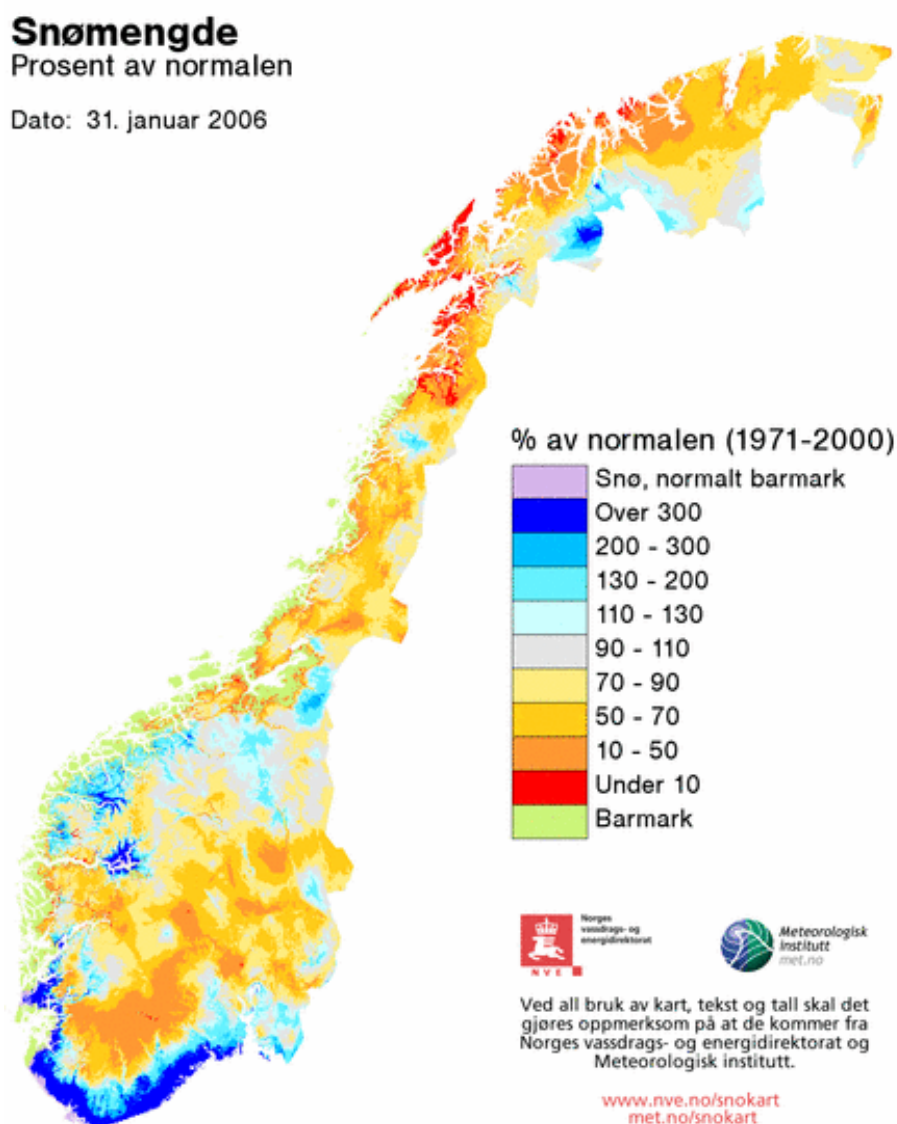 Snømengde
Prosent av normalen
Dato: 31. januar 2006
% av normalen (1971-2000)
Snø, normalt barmark
Over 300
200 - 300
130 - 200
110 - 130
90 - 110
70 - 90
50 - 70
10 - 50
Under 10
Barmark
Norges
vassdrags- og
energidirektorat
NVE
Meteorologisk
institutt
met.no
Ved all bruk av kart, tekst og tall skal det
gjøres oppmerksom på at de kommer fra
Norges vassdrags- og energidirektorat og
Meteorologisk institutt.
www.nve.no/snokart
met.no/snokart